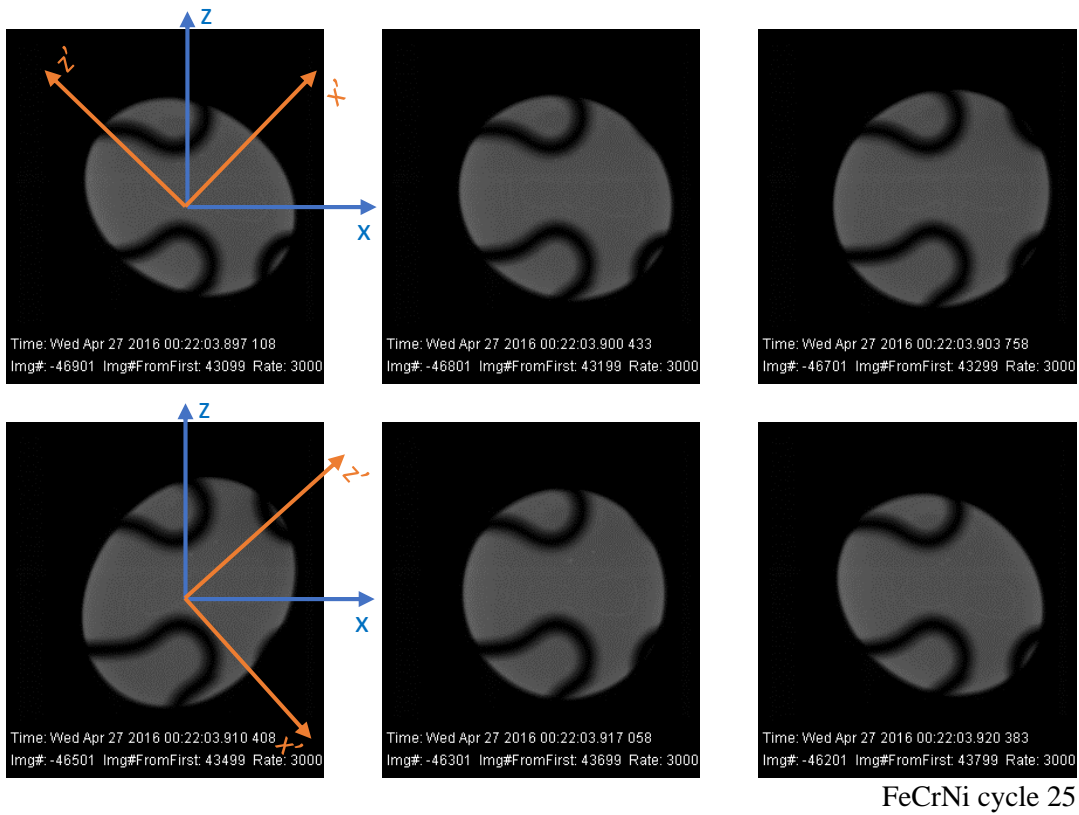 z
z'
x'
x
Time: Wed Apr 27 2016 00:22:03.897 108
Img#: -46901 Img#FromFirst: 43099 Rate: 3000
Time: Wed Apr 27 2016 00:22:03.900 433
Img#: -46801 Img#FromFirst: 43199 Rate: 3000
Time: Wed Apr 27 2016 00:22:03.903 758
Img#: -46701 Img#FromFirst: 43299 Rate: 3000
z
z'
x
x'
Time: Wed Apr 27 2016 00:22:03.910 408
Img#: -46501 Img#FromFirst: 43499 Rate: 3000
Time: Wed Apr 27 2016 00:22:03.917 058
Img#: -46301 Img#FromFirst: 43699 Rate: 3000
Time: Wed Apr 27 2016 00:22:03.920 383
Img#: -46201 Img#FromFirst: 43799 Rate: 3000
FeCrNi cycle 25